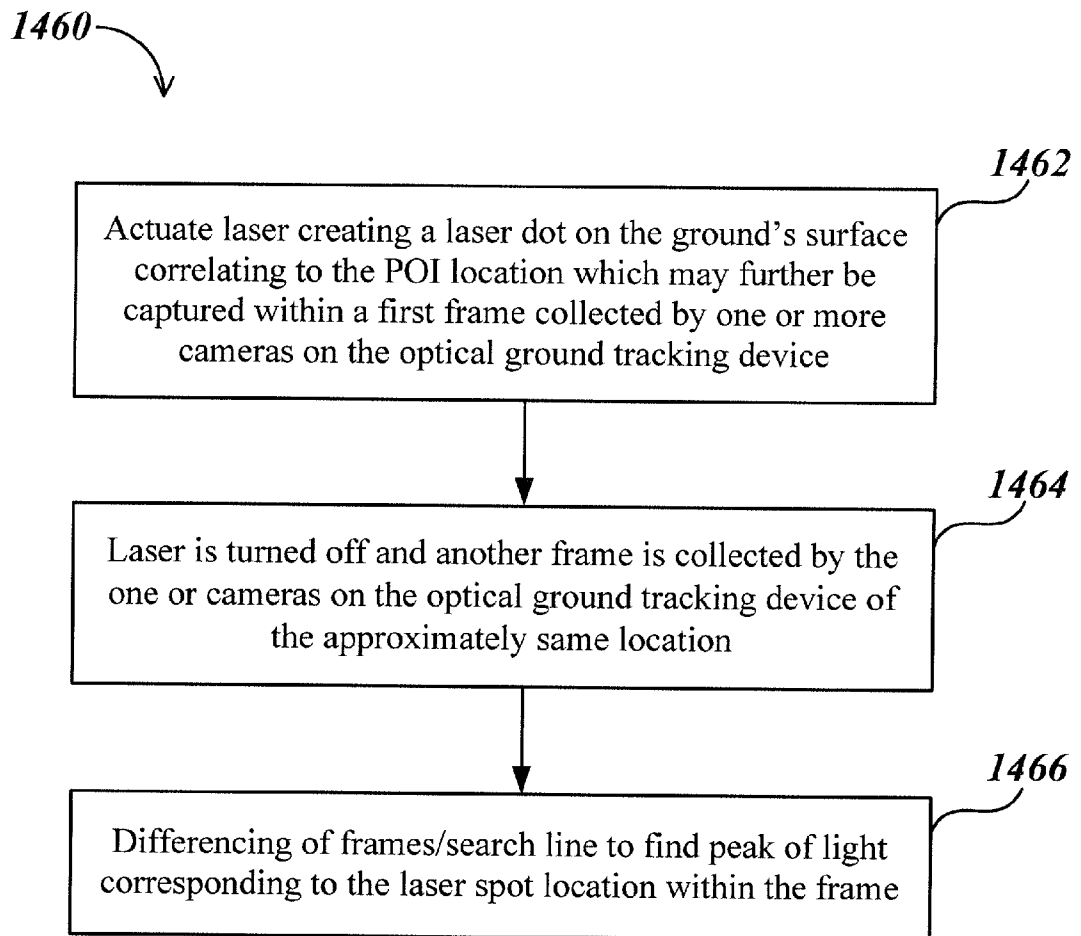 1460
1462
Actuate laser creating a laser dot on the ground's surface
correlating to the POI location which may further be
captured within a first frame collected by one or more
cameras on the optical ground tracking device
1464
Laser is turned off and another frame is collected by the
one or cameras on the optical ground tracking device of
the approximately same location
1466
Differencing of frames/search line to find peak of light
corresponding to the laser spot location within the frame